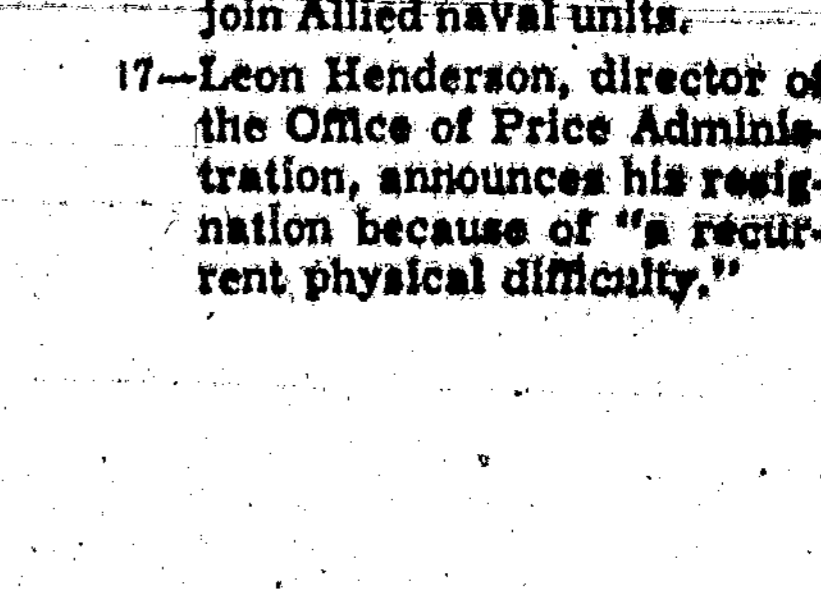 join Allied naval units.
17—Leon Henderson, director of
the Office of Price Adminis-
tration, announces his resig-
nation because of "a recur-
rent physical difficulty."